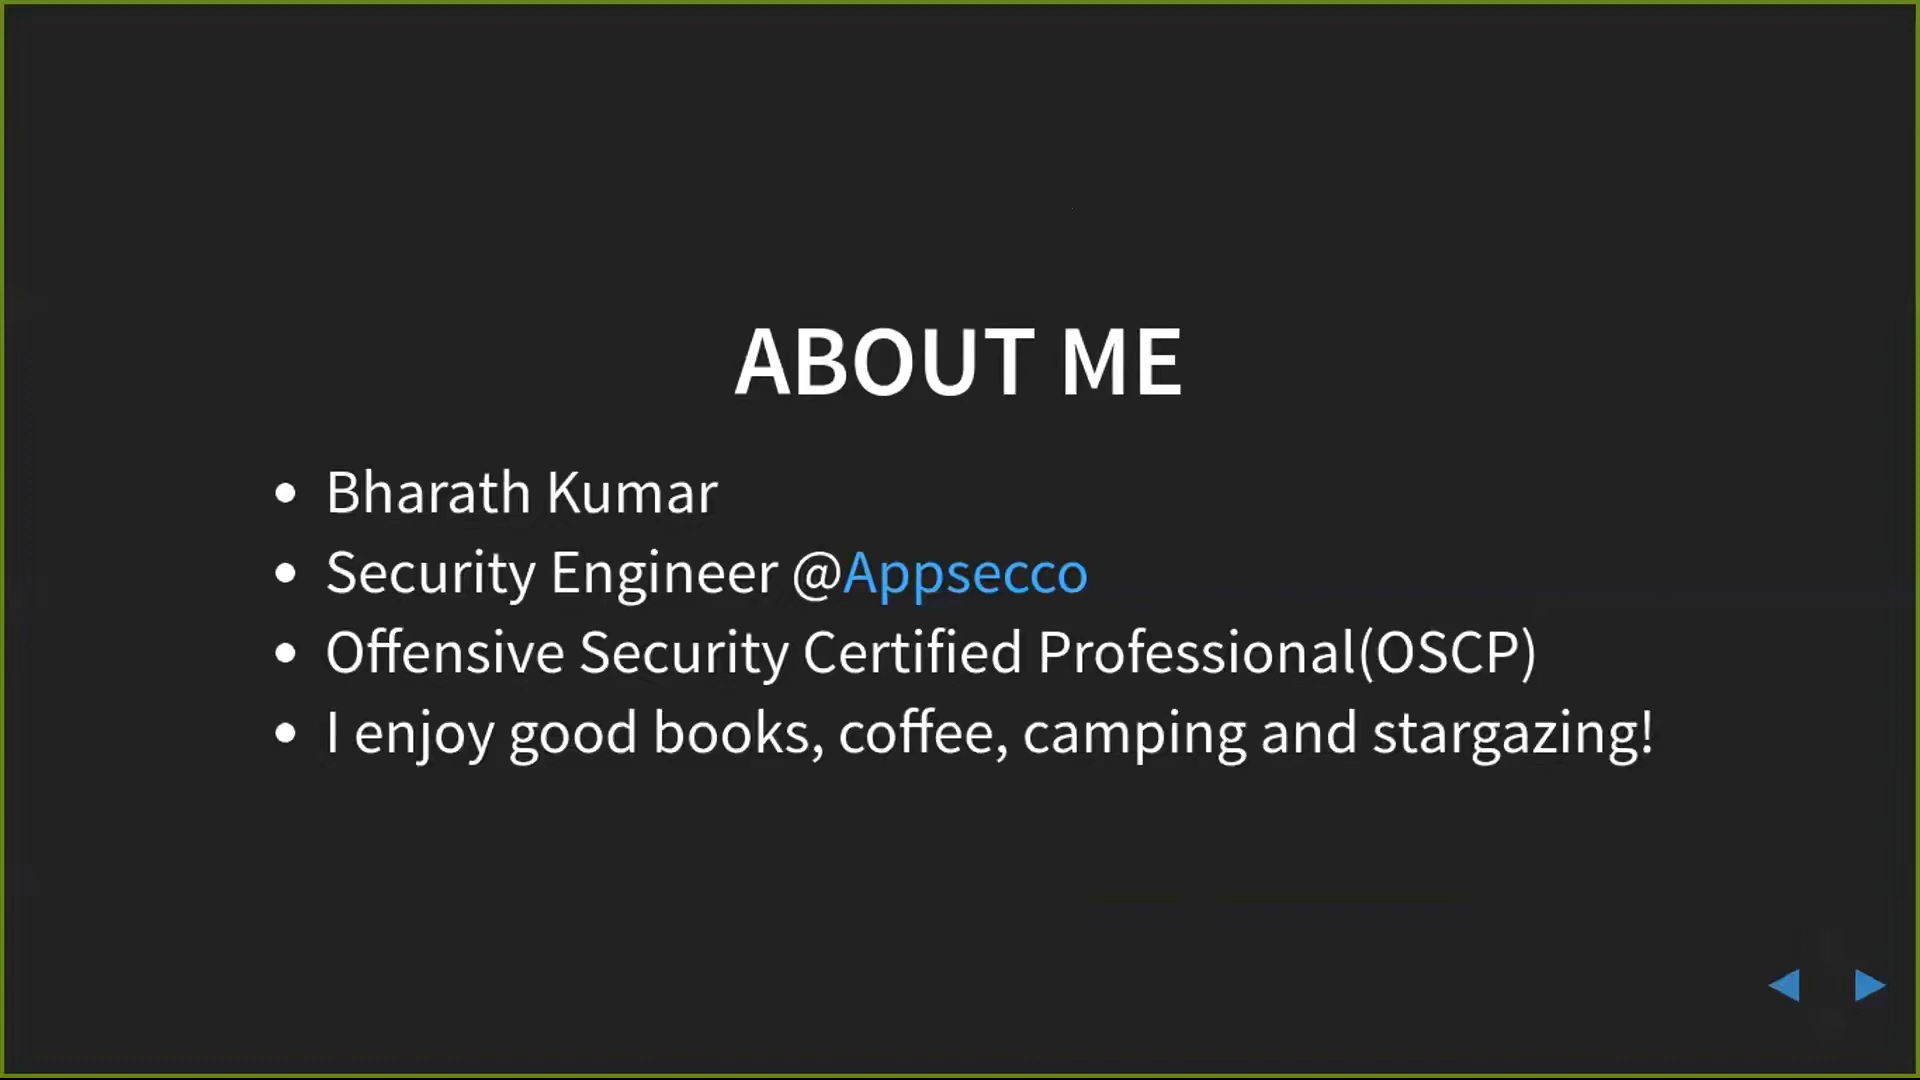 ABOUT ME
Bharath Kumar
Security Engineer @Appsecco
Offensive Security Certified Professional(OSCP)
I enjoy good books, coffee, camping and stargazing!